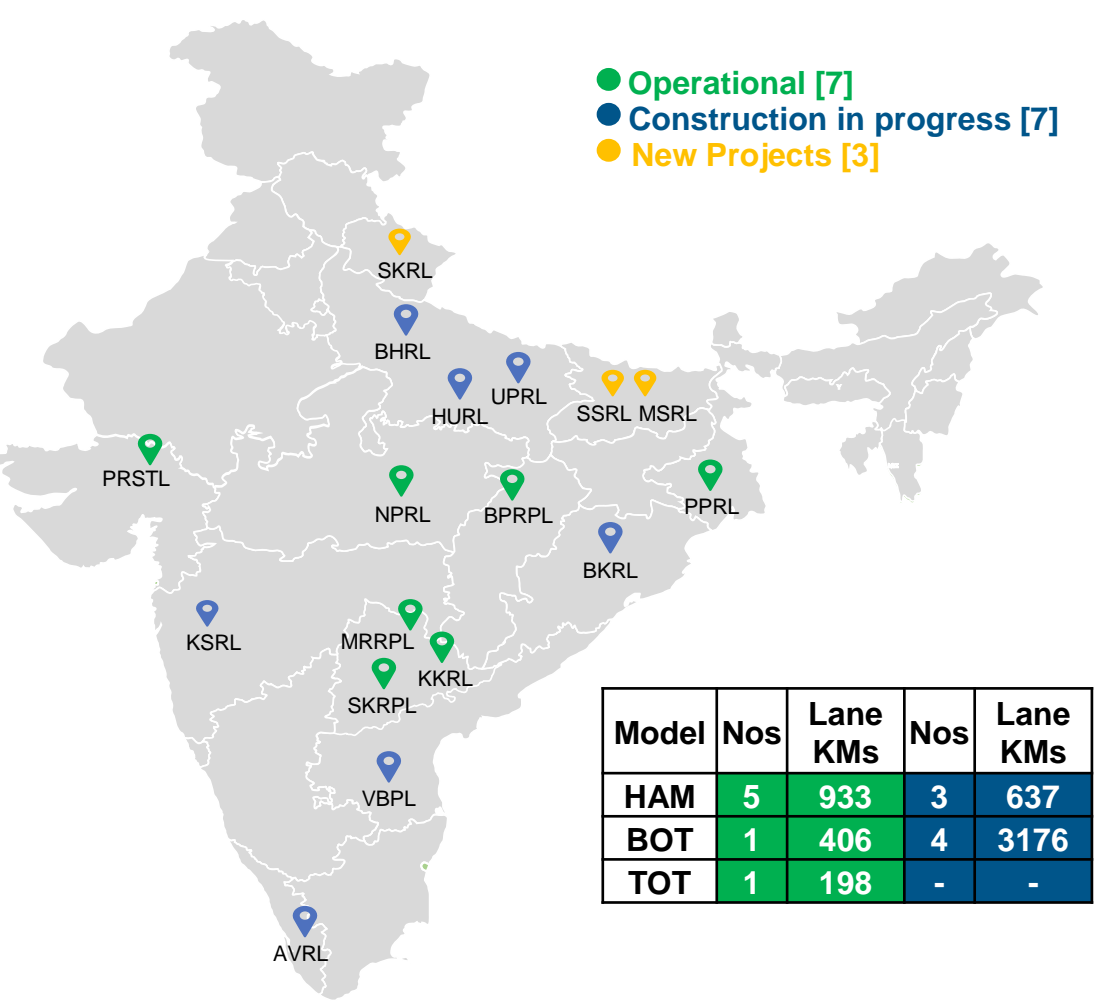 Operational [7]
Construction in progress [7]
New Projects [3]
SKRL
BHRL
UPRL
HURL
SSRL MSRL
PRSTL
NPRL
BPRPL
PPRL
BKRL
KSRL
MRRPL
KKRL
SKRPL
VBPL
AVRL
Model Nos Lane KMs Nos Lane KMs
HAM 5 933 3 637
BOT 1 406 4 3176
TOT 1 198 - -